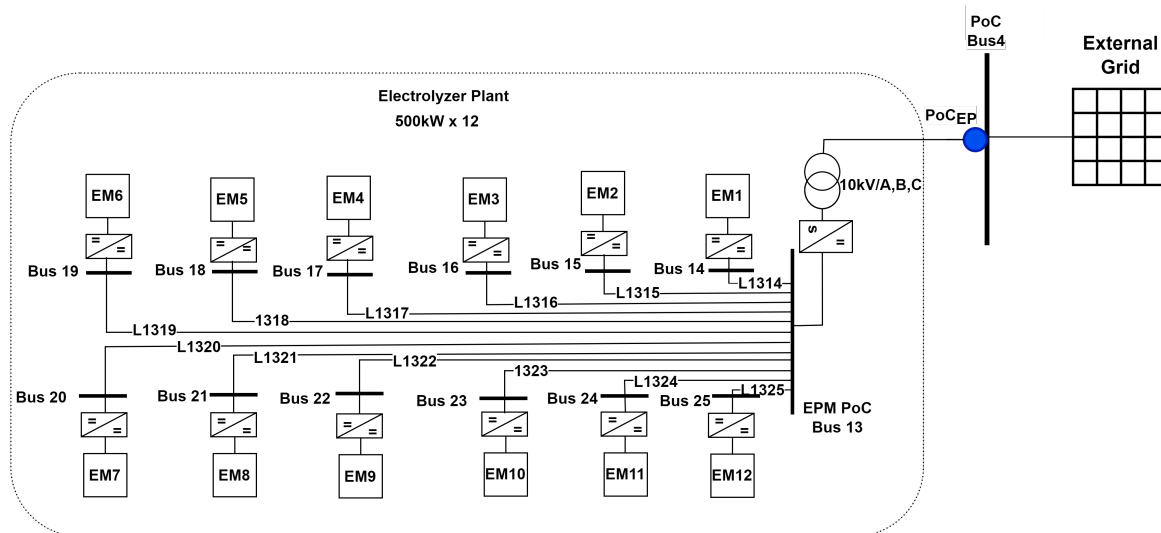 PoC
Bus4
External
Grid
Electrolyzer Plant
500kW x 12
PoCEP
10kV/A,B,C
s
=
EM6
EM5
EM4
EM3
EM2
EM1
=
=
=
=
=
=
=
=
=
=
=
=
Bus 19
Bus 18
Bus 17
Bus 16
Bus 15
Bus 14
L1314
L1315
L1316
L1317
1318
L1319
L1320
L1321
L1322
1323
L1324
L1325
Bus 20
Bus 21
Bus 22
Bus 23
Bus 24
Bus 25
EPM PoC
Bus 13
=
=
=
=
=
=
=
=
=
=
=
=
EM7
EM8
EM9
EM10
EM11
EM12